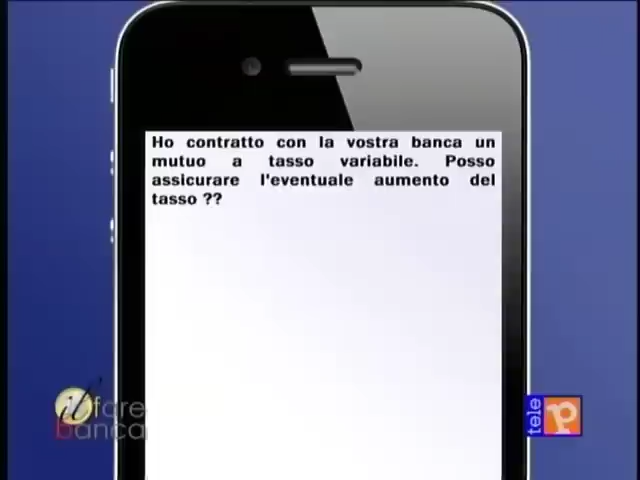 Ho contratto con la vostra banca un
mutuo a tasso variabile. Posso
assicurare l'eventuale aumento del
tasso ??
il fare
banca
tele p